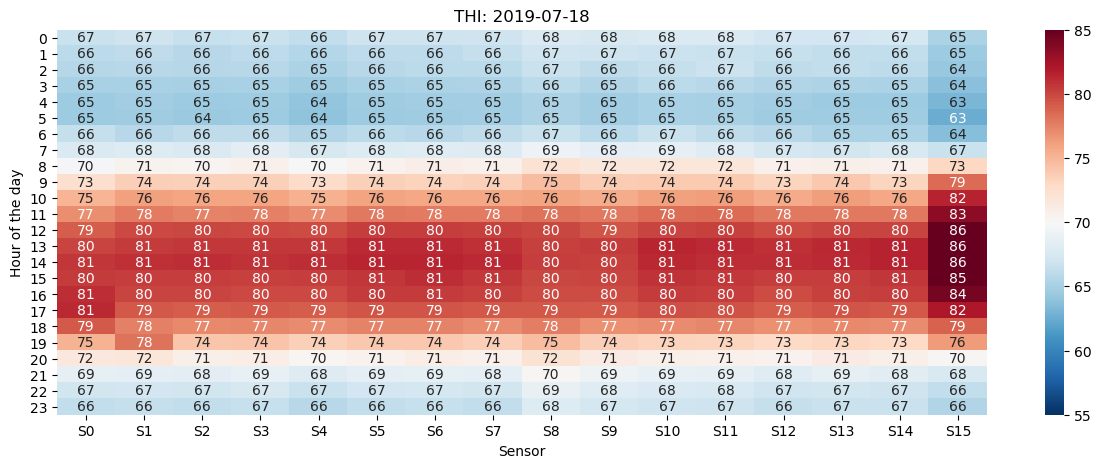 THI: 2019-07-18
0 67 67 67 67 66 67 67 67 68 68 68 68 67 67 67 65
1 66 66 66 66 66 66 66 66 67 67 67 67 66 66 66 65
2 66 66 66 66 65 66 66 66 67 66 66 67 66 66 66 64
3 65 65 65 65 65 65 65 65 66 65 66 66 65 65 65 64
4 65 65 65 65 64 65 65 65 65 65 65 65 65 65 65 63
5 65 65 64 65 64 65 65 65 65 65 65 65 65 65 65 63
6 66 66 66 66 65 66 66 66 67 66 67 66 66 65 65 64
7 68 68 68 68 67 68 68 68 69 68 69 68 67 67 68 67
8 70 71 70 71 70 71 71 71 72 72 72 72 71 71 71 73
9 73 74 74 74 73 74 74 74 75 74 74 74 73 74 73 79
10 75 76 76 76 75 76 76 76 76 76 76 76 76 76 76 82
11 77 78 77 78 77 78 78 78 78 78 78 78 78 78 78 83
12 79 80 80 80 80 80 80 80 80 79 80 80 80 80 80 86
13 80 81 81 81 81 81 81 81 80 80 81 81 81 81 81 86
14 81 81 81 81 81 81 81 81 80 80 81 81 81 81 81 86
15 80 80 80 80 80 80 81 81 80 80 81 81 80 80 81 85
16 81 80 80 80 80 80 81 80 80 80 80 80 80 80 80 84
17 81 79 79 79 79 79 79 79 79 79 80 80 79 79 79 82
18 79 78 77 77 77 77 77 77 78 77 77 77 77 77 77 79
19 75 78 74 74 74 74 74 74 75 74 73 73 73 73 73 76
20 72 72 71 71 70 71 71 71 72 71 71 71 70 71 71 70
21 69 69 68 69 68 69 69 68 70 69 69 69 68 69 68 68
22 67 67 67 67 67 67 67 67 69 68 68 68 67 67 67 66
23 66 66 66 67 66 66 66 66 68 67 67 67 66 67 67 66
S0 S1 S2 S3 S4 S5 S6 S7 S8 S9 S10 S11 S12 S13 S14 S15
Sensor
Hour of the day
85
80
75
70
65
60
55